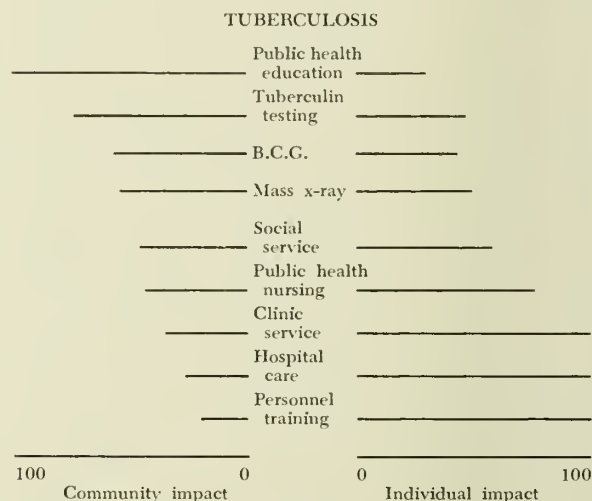 TUBERCULOSIS
Public health
education
Tuberculin
testing
B.C.G.
Mass x-ray
Social
service
Public health
nursing
Clinic
service
Hospital
care
Personnel
training
100 0 0 100
Community impact Individual impact